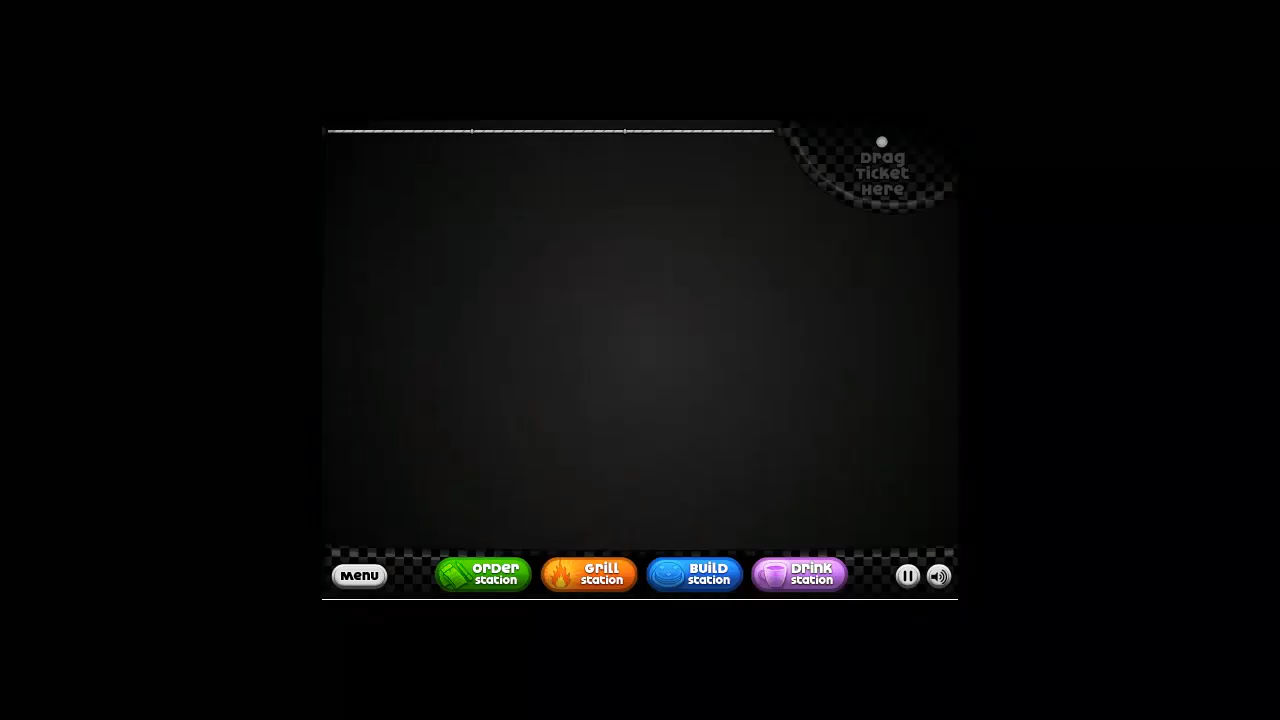 Drag
Ticket
Here
Menu
Order
station
Grill
station
Build
station
Drink
station